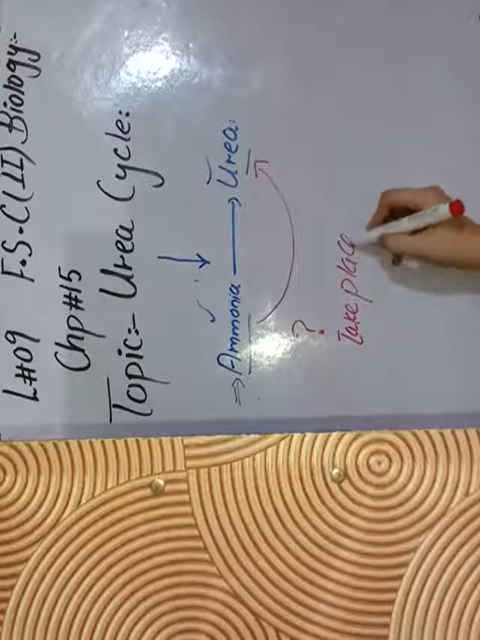 L#09 F.S.C(II) Biology:-
Chp#15
Topic:- Urea Cycle:
⇒ Ammonia → Urea:
?
Take place